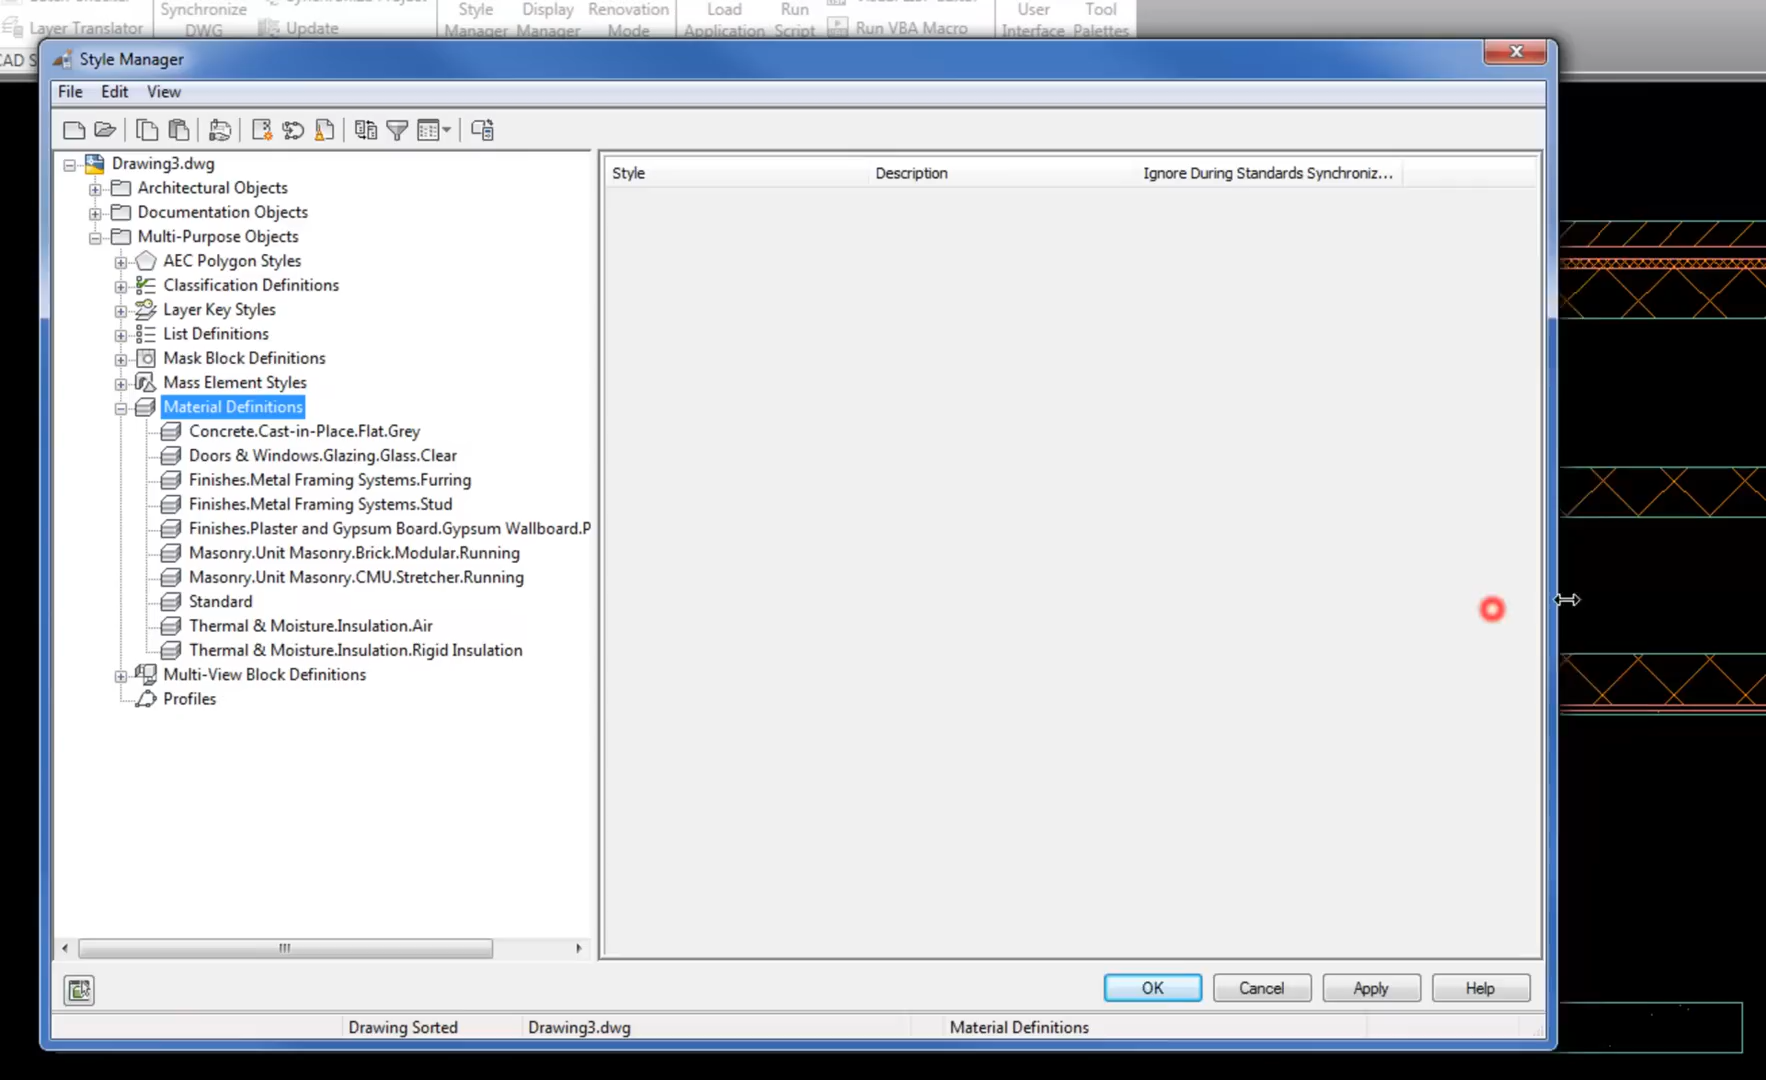 Synchronize
Style
Display
Renovation
Load
Run
User
Tool
Layer Translator
DWG
Update
Manager
Manager
Mode
Application
Script
Run VBA Macro
Interface
Palettes
CAD S
Style Manager
File
Edit
View
Drawing3.dwg
Architectural Objects
Documentation Objects
Multi-Purpose Objects
AEC Polygon Styles
Classification Definitions
Layer Key Styles
List Definitions
Mask Block Definitions
Mass Element Styles
Material Definitions
Concrete.Cast-in-Place.Flat.Grey
Doors & Windows.Glazing.Glass.Clear
Finishes.Metal Framing Systems.Furring
Finishes.Metal Framing Systems.Stud
Finishes.Plaster and Gypsum Board.Gypsum Wallboard.P
Masonry.Unit Masonry.Brick.Modular.Running
Masonry.Unit Masonry.CMU.Stretcher.Running
Standard
Thermal & Moisture.Insulation.Air
Thermal & Moisture.Insulation.Rigid Insulation
Multi-View Block Definitions
Profiles
Style
Description
Ignore During Standards Synchroniz...
OK
Cancel
Apply
Help
Drawing Sorted
Drawing3.dwg
Material Definitions